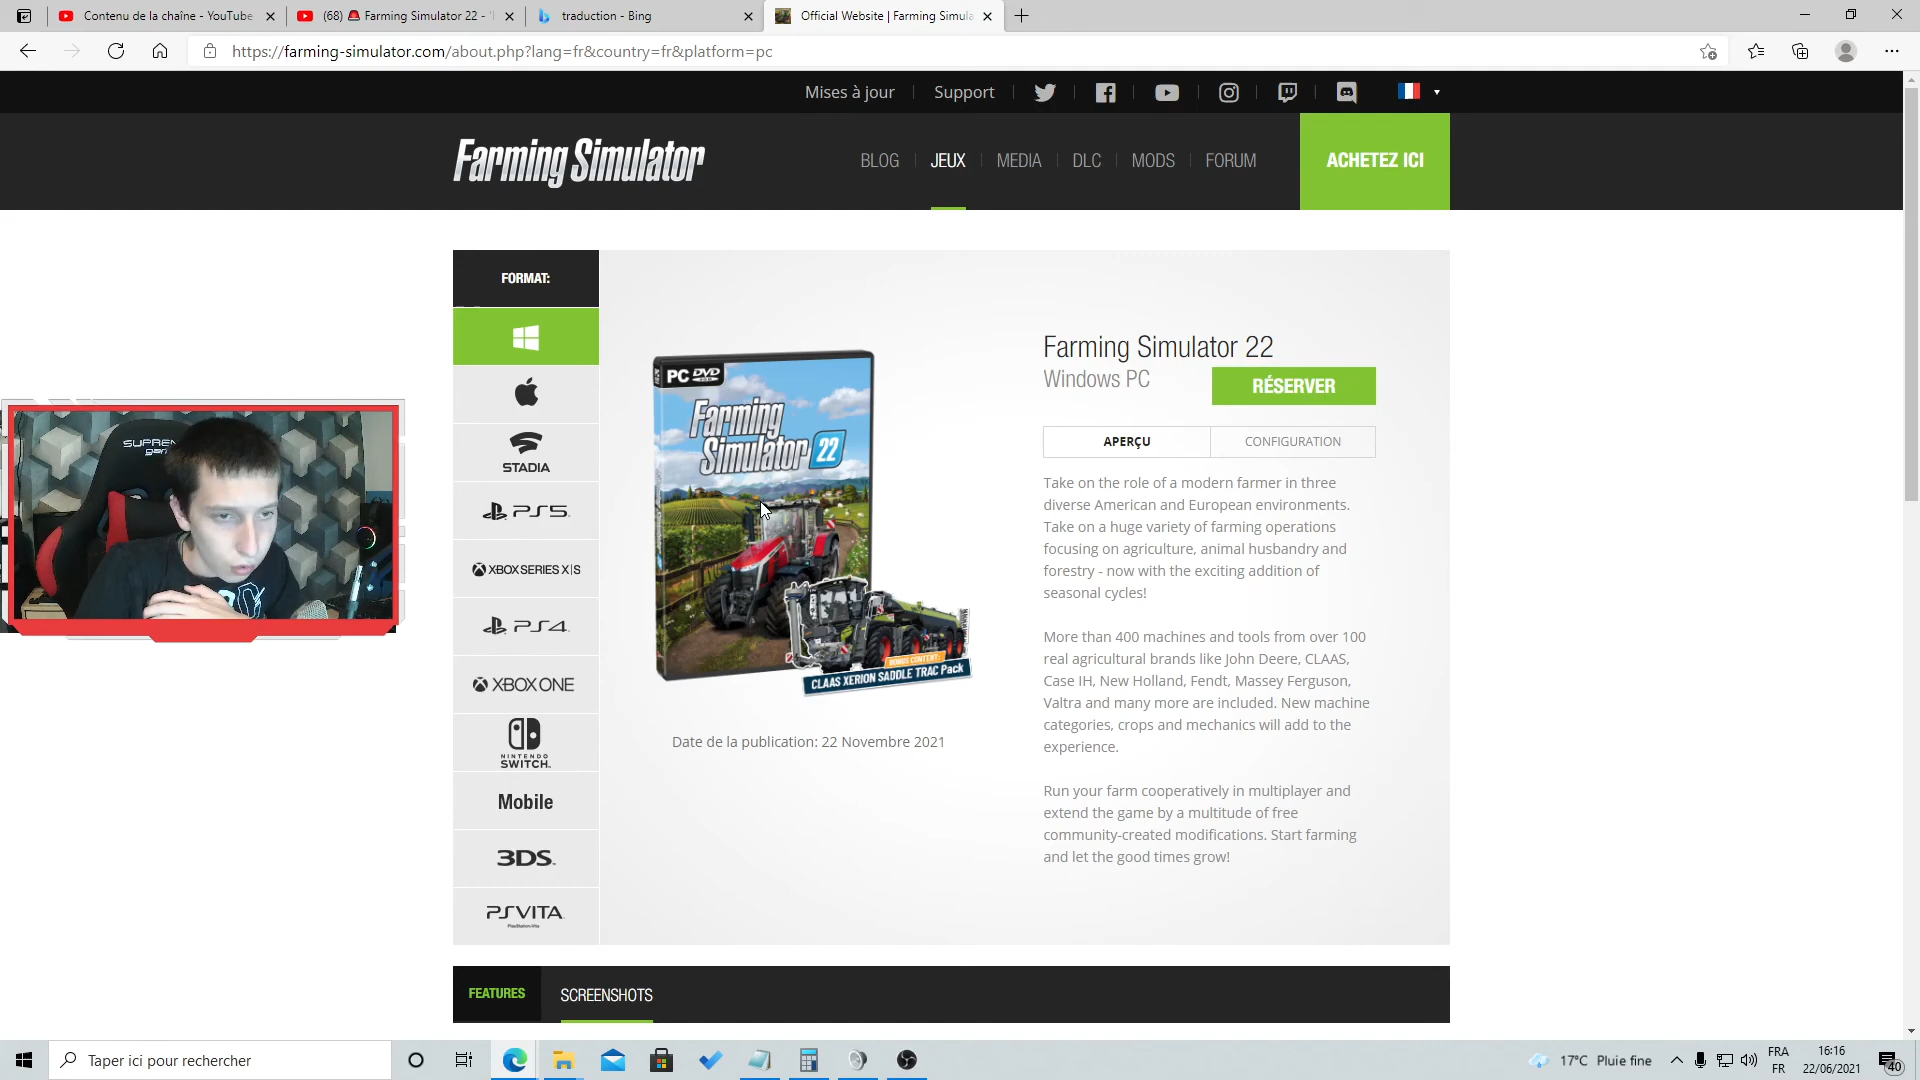 Contenu de la chaîne - YouTube
(68) 🚨 Farming Simulator 22 - '
traduction - Bing
Official Website | Farming Simula
https://farming-simulator.com/about.php?lang=fr&country=fr&platform=pc
Mises à jour
Support
Farming Simulator
BLOG
JEUX
MEDIA
DLC
MODS
FORUM
ACHETEZ ICI
FORMAT:
STADIA
PS5
XBOX SERIES X|S
PS4
XBOX ONE
NINTENDO
SWITCH
Mobile
3DS
PSVITA
PlayStation Vita
PC DVD
Farming
Simulator 22
BONUS CONTENT:
CLAAS XERION SADDLE TRAC Pack
Date de la publication: 22 Novembre 2021
Farming Simulator 22
Windows PC
RÉSERVER
APERÇU
CONFIGURATION
Take on the role of a modern farmer in three
diverse American and European environments.
Take on a huge variety of farming operations
focusing on agriculture, animal husbandry and
forestry - now with the exciting addition of
seasonal cycles!
More than 400 machines and tools from over 100
real agricultural brands like John Deere, CLAAS,
Case IH, New Holland, Fendt, Massey Ferguson,
Valtra and many more are included. New machine
categories, crops and mechanics will add to the
experience.
Run your farm cooperatively in multiplayer and
extend the game by a multitude of free
community-created modifications. Start farming
and let the good times grow!
FEATURES
SCREENSHOTS
Taper ici pour rechercher
17°C Pluie fine
FRA
FR
16:16
22/06/2021
40